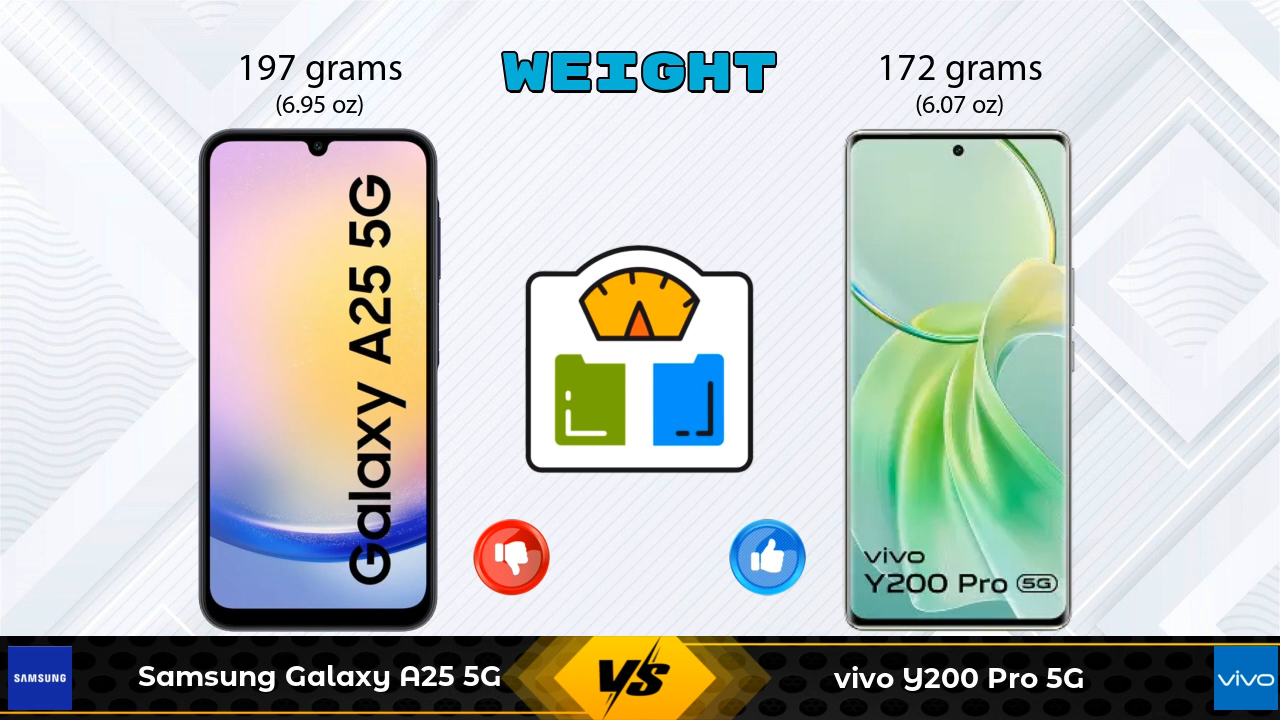 WEIGHT
197 grams
(6.95 oz)
172 grams
(6.07 oz)
Galaxy A25 5G
vivo
Y200 Pro 5G
SAMSUNG
Samsung Galaxy A25 5G
VS
vivo Y200 Pro 5G
vivo